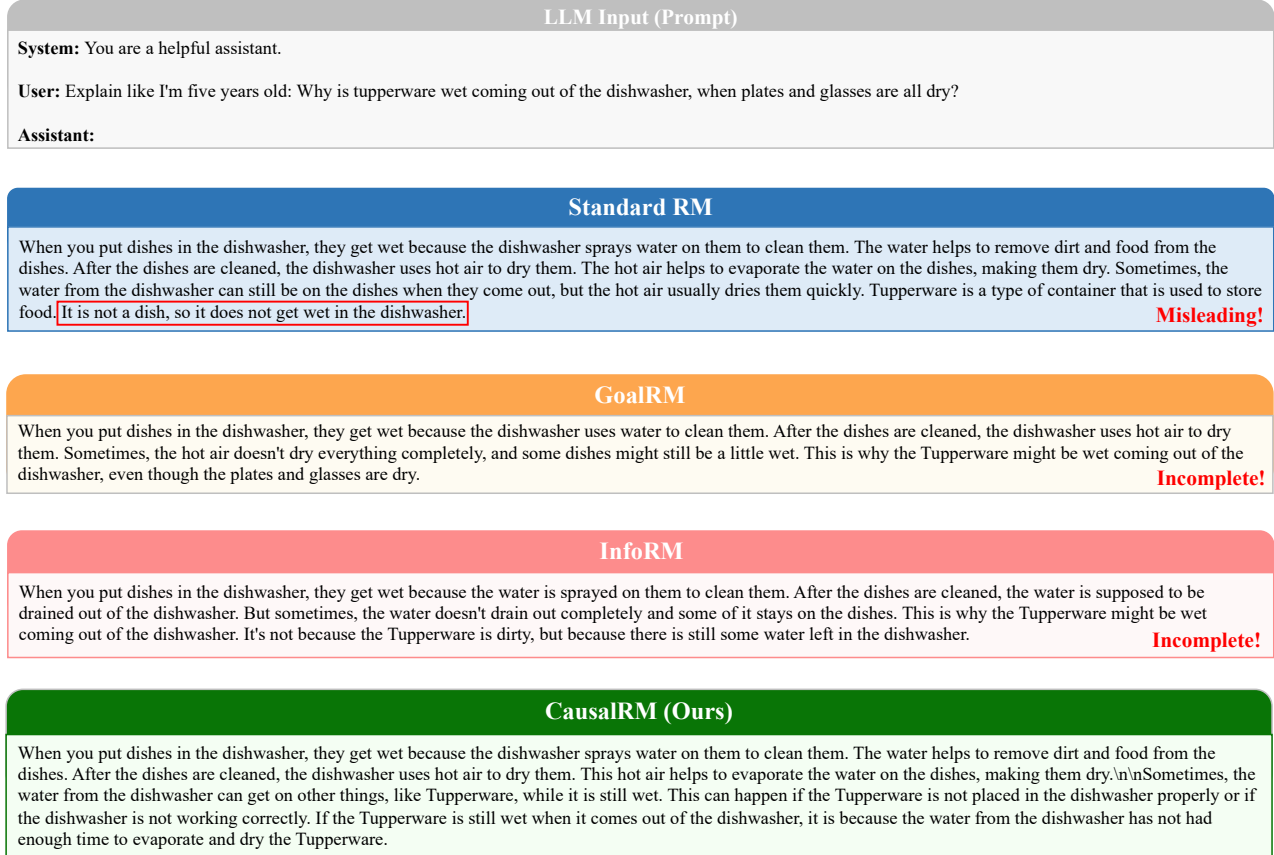 LLM Input (Prompt)
System: You are a helpful assistant.
User: Explain like I'm five years old: Why is tupperware wet coming out of the dishwasher, when plates and glasses are all dry?
Assistant:
Standard RM
When you put dishes in the dishwasher, they get wet because the dishwasher sprays water on them to clean them. The water helps to remove dirt and food from the
dishes. After the dishes are cleaned, the dishwasher uses hot air to dry them. The hot air helps to evaporate the water on the dishes, making them dry. Sometimes, the
water from the dishwasher can still be on the dishes when they come out, but the hot air usually dries them quickly. Tupperware is a type of container that is used to store
food. It is not a dish, so it does not get wet in the dishwasher.
Misleading!
GoalRM
When you put dishes in the dishwasher, they get wet because the dishwasher uses water to clean them. After the dishes are cleaned, the dishwasher uses hot air to dry
them. Sometimes, the hot air doesn't dry everything completely, and some dishes might still be a little wet. This is why the Tupperware might be wet coming out of the
dishwasher, even though the plates and glasses are dry.
Incomplete!
InfoRM
When you put dishes in the dishwasher, they get wet because the water is sprayed on them to clean them. After the dishes are cleaned, the water is supposed to be
drained out of the dishwasher. But sometimes, the water doesn't drain out completely and some of it stays on the dishes. This is why the Tupperware might be wet
coming out of the dishwasher. It's not because the Tupperware is dirty, but because there is still some water left in the dishwasher.
Incomplete!
CausalRM (Ours)
When you put dishes in the dishwasher, they get wet because the dishwasher sprays water on them to clean them. The water helps to remove dirt and food from the
dishes. After the dishes are cleaned, the dishwasher uses hot air to dry them. This hot air helps to evaporate the water on the dishes, making them dry.\n\nSometimes, the
water from the dishwasher can get on other things, like Tupperware, while it is still wet. This can happen if the Tupperware is not placed in the dishwasher properly or if
the dishwasher is not working correctly. If the Tupperware is still wet when it comes out of the dishwasher, it is because the water from the dishwasher has not had
enough time to evaporate and dry the Tupperware.